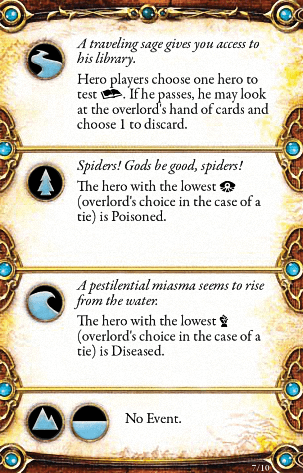 A traveling sage gives you access to
his library.
Hero players choose one hero to
test . If he passes, he may look
at the overlord's hand of cards and
choose 1 to discard.
Spiders! Gods be good, spiders!
The hero with the lowest
(overlord's choice in the case of a
tie) is Poisoned.
A pestilential miasma seems to rise
from the water.
The hero with the lowest
(overlord's choice in the case of a
tie) is Diseased.
No Event.
7/10